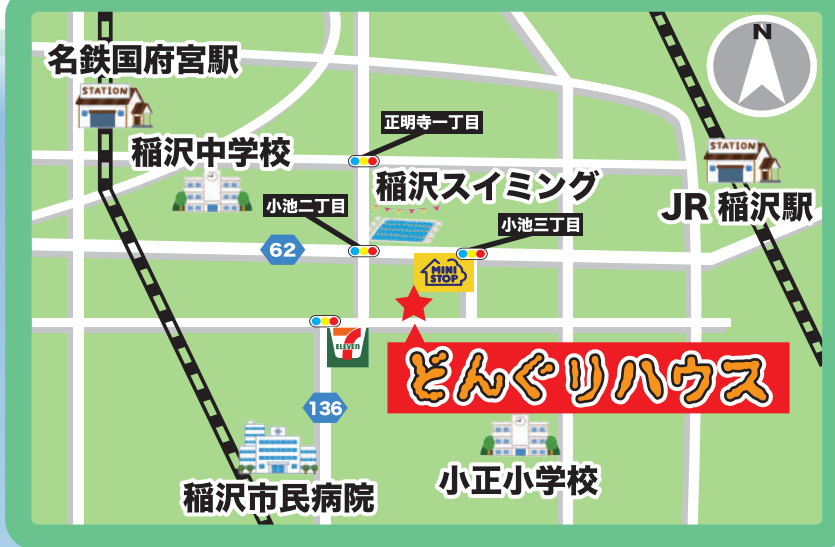 N
名鉄国府宮駅
STATION
正明寺一丁目
稲沢中学校
STATION
稲沢スイミング
小池二丁目
JR 稲沢駅
小池三丁目
62
MINI
STOP
7
ELEVEN
どんぐりハウス
136
小正小学校
稲沢市民病院